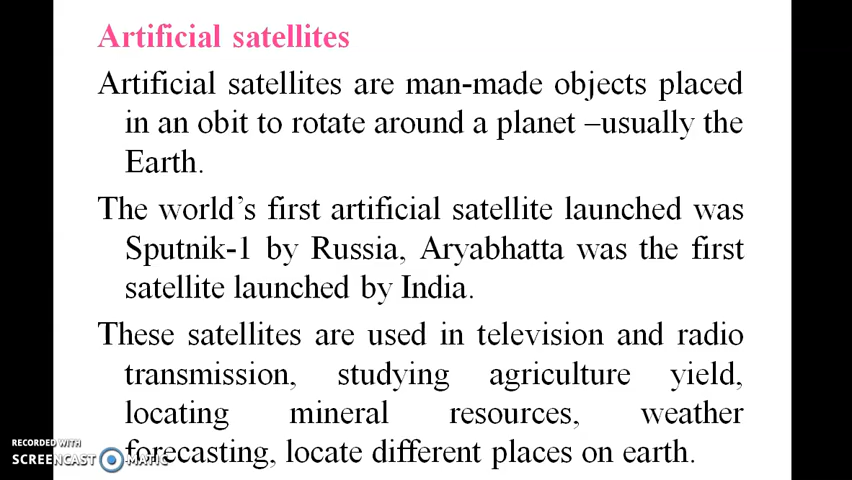 Artificial satellites
Artificial satellites are man-made objects placed
in an obit to rotate around a planet –usually the
Earth.
The world's first artificial satellite launched was
Sputnik-1 by Russia, Aryabhatta was the first
satellite launched by India.
These satellites are used in television and radio
transmission, studying agriculture yield,
locating mineral resources, weather
forecasting, locate different places on earth.
RECORDED WITH
SCREENCAST MATIC